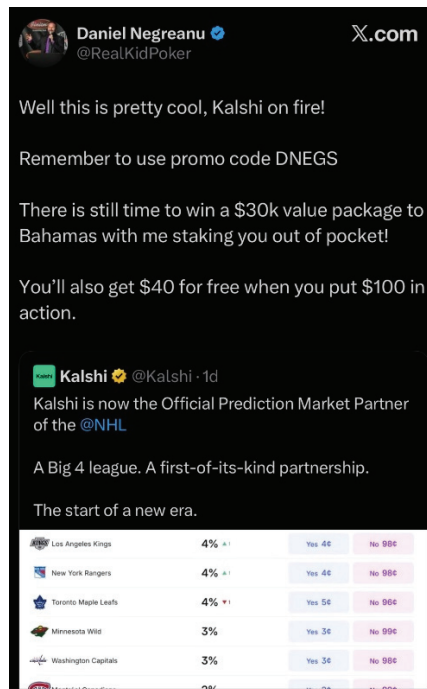 Daniel Negreanu
X.com
@RealKidPoker
Well this is pretty cool, Kalshi on fire!
Remember to use promo code DNEGS
There is still time to win a $30k value package to
Bahamas with me staking you out of pocket!
You'll also get $40 for free when you put $100 in
action.
Kalshi
Kalshi @Kalshi · 1d
Kalshi is now the Official Prediction Market Partner
of the @NHL
A Big 4 league. A first-of-its-kind partnership.
The start of a new era.
Los Angeles Kings 4% Yes 4¢ No 98¢
New York Rangers 4% Yes 4¢ No 98¢
Toronto Maple Leafs 4% Yes 5¢ No 96¢
Minnesota Wild 3% Yes 3¢ No 99¢
Washington Capitals 3% Yes 3¢ No 98¢